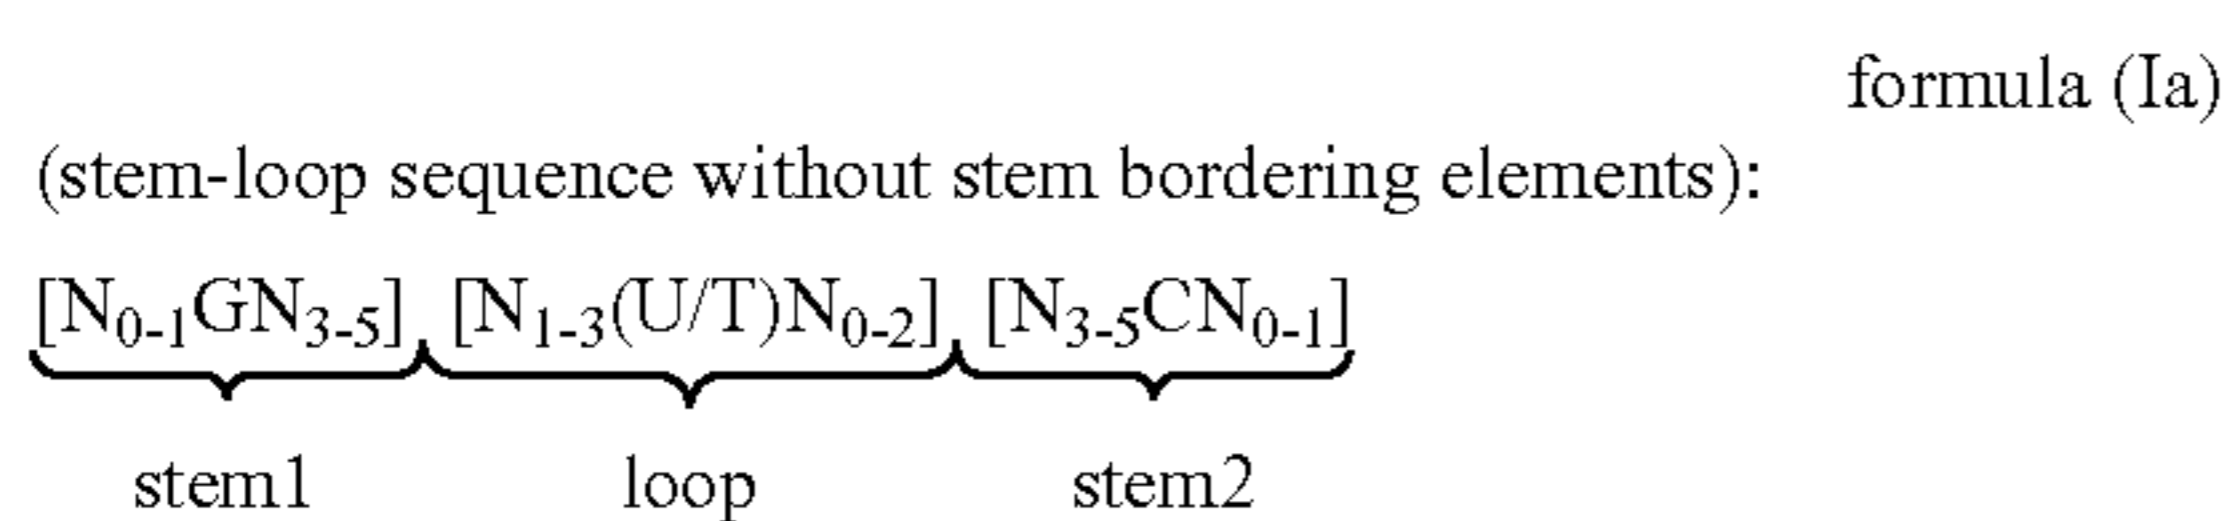 formula (Ia)
(stem-loop sequence without stem bordering elements):
[N₀₋₁GN₃₋₅] [N₁₋₃(U/T)N₀₋₂] [N₃₋₅CN₀₋₁]
stem1 loop stem2